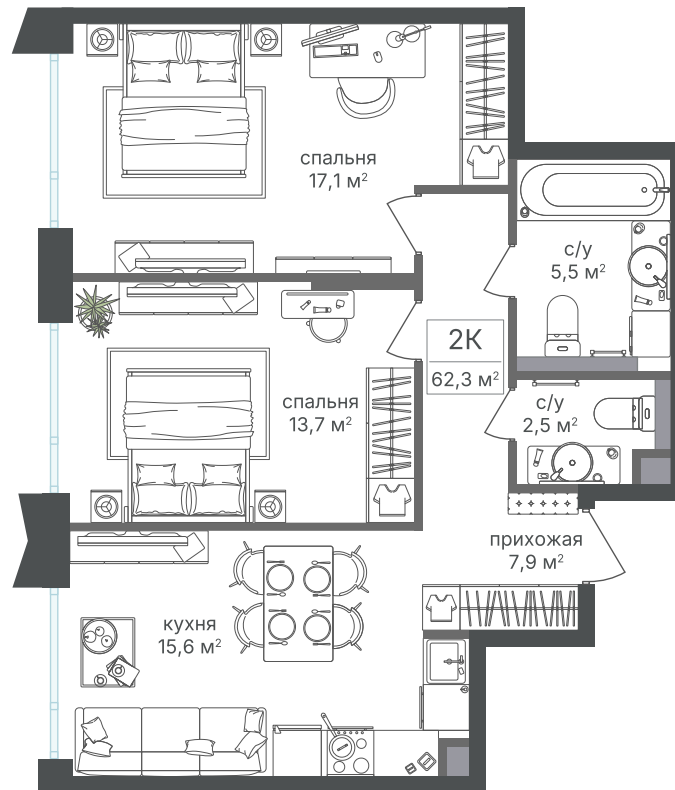 спальня
17,1 м²
с/у
5,5 м²
2К
62,3 м²
спальня
13,7 м²
с/у
2,5 м²
прихожая
7,9 м²
кухня
15,6 м²